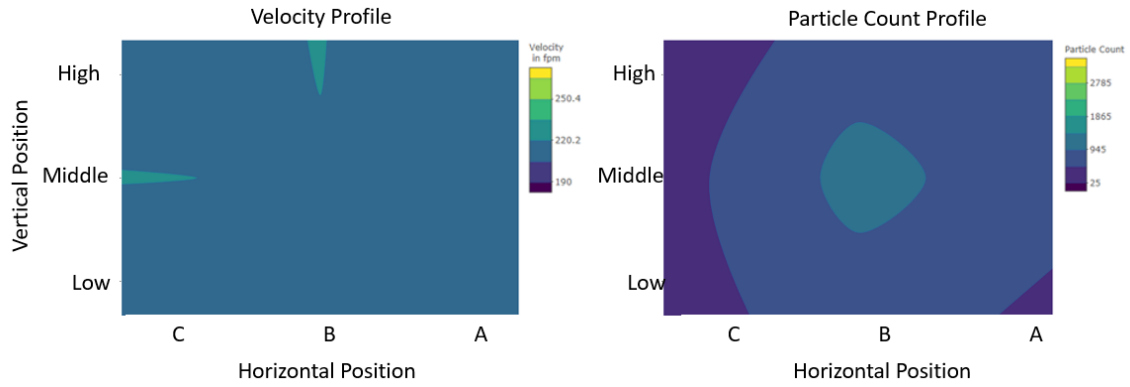 Velocity Profile
Velocity
in fpm
250.4
220.2
190
High
Middle
Low
Vertical Position
C B A
Horizontal Position
Particle Count Profile
Particle Count
2785
1865
945
25
High
Middle
Low
C B A
Horizontal Position